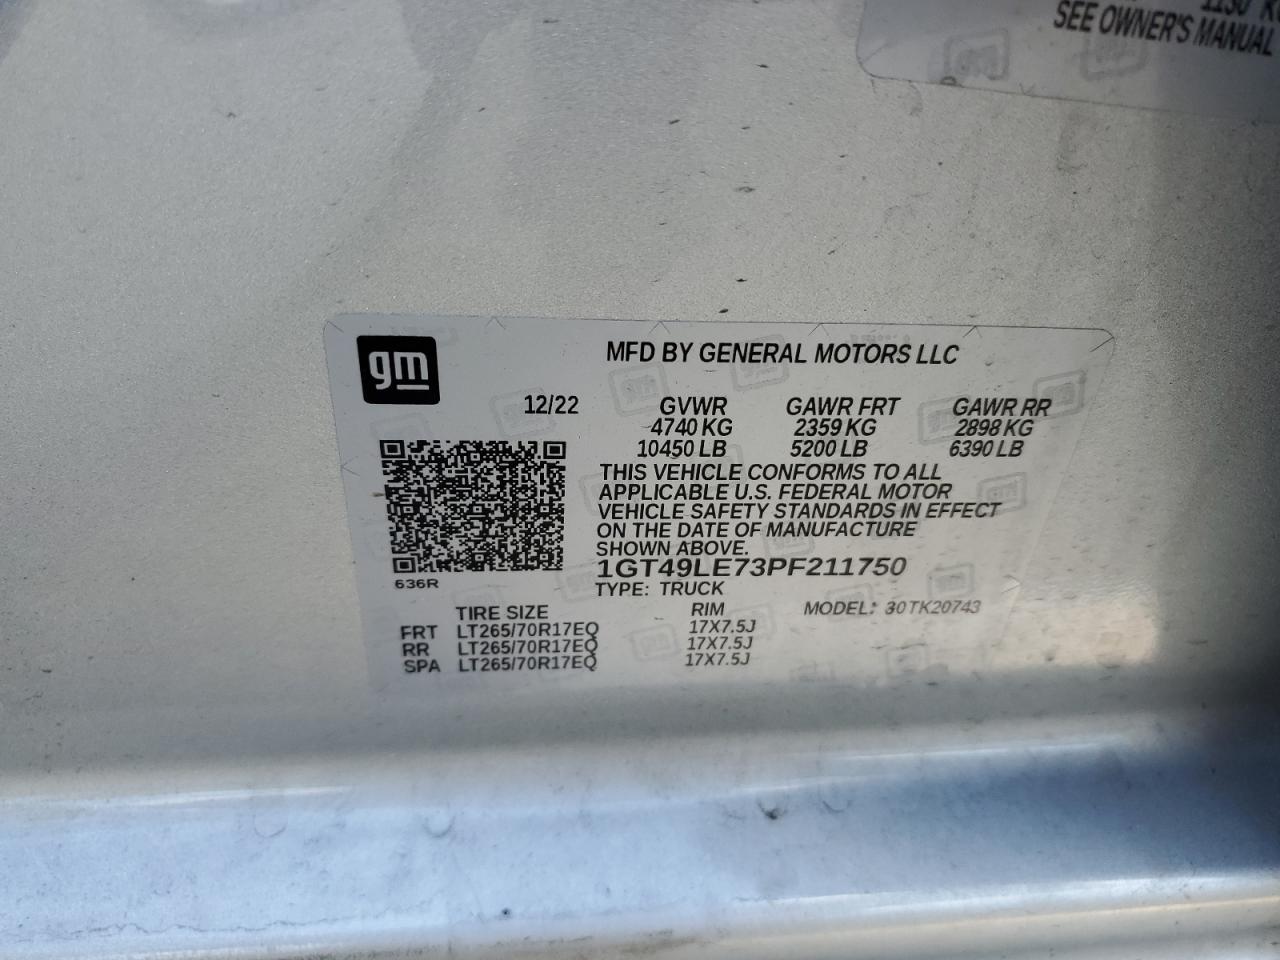 SEE OWNER'S MANUAL
gm
MFD BY GENERAL MOTORS LLC
12/22 GVWR GAWR FRT GAWR RR
4740 KG 2359 KG 2898 KG
10450 LB 5200 LB 6390 LB
THIS VEHICLE CONFORMS TO ALL
APPLICABLE U.S. FEDERAL MOTOR
VEHICLE SAFETY STANDARDS IN EFFECT
ON THE DATE OF MANUFACTURE
SHOWN ABOVE.
1GT49LE73PF211750
636R
TYPE: TRUCK
TIRE SIZE RIM MODEL: 30TK20743
FRT LT265/70R17EQ 17X7.5J
RR LT265/70R17EQ 17X7.5J
SPA LT265/70R17EQ 17X7.5J